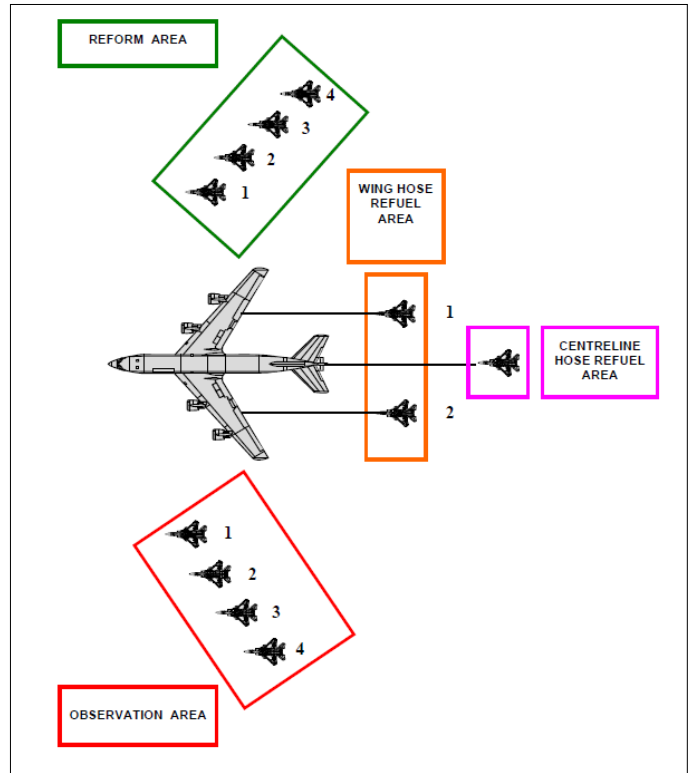 REFORM AREA
4
3
2
1
WING HOSE
REFUEL
AREA
1
CENTRELINE
HOSE REFUEL
AREA
2
1
2
3
4
OBSERVATION AREA